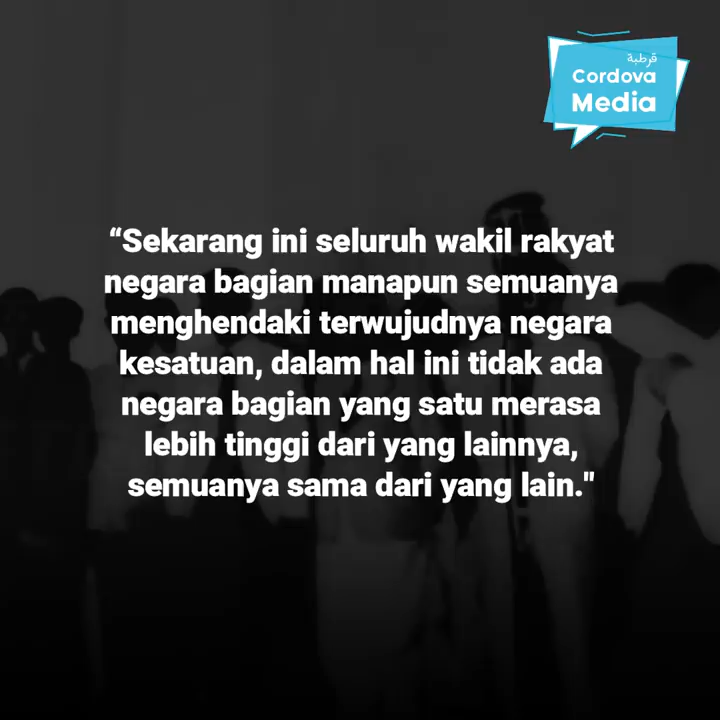 قرطبة
Cordova
Media
“Sekarang ini seluruh wakil rakyat
negara bagian manapun semuanya
menghendaki terwujudnya negara
kesatuan, dalam hal ini tidak ada
negara bagian yang satu merasa
lebih tinggi dari yang lainnya,
semuanya sama dari yang lain."